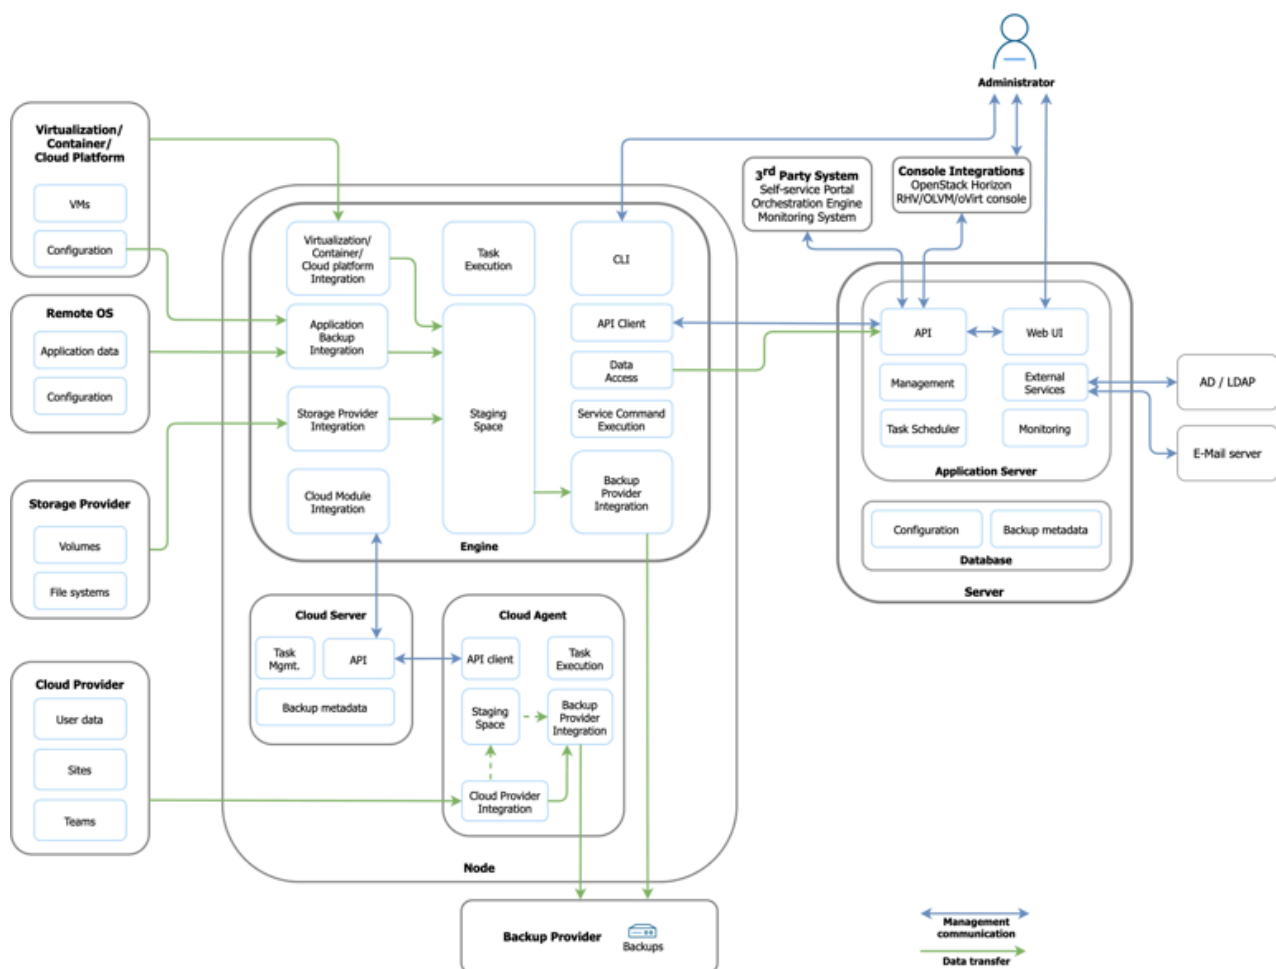 Administrator
Virtualization/
Container/
Cloud Platform
VMs
Configuration
3rd Party System
Self-service Portal
Orchestration Engine
Monitoring System
Console Integrations
OpenStack Horizon
RHV/OLVM/oVirt console
Virtualization/
Container/
Cloud platform
Integration
Task
Execution
CLI
Remote OS
Application data
Configuration
Application
Backup
Integration
API Client
Data
Access
Storage Provider
Integration
Staging
Space
Service Command
Execution
Cloud Module
Integration
Backup
Provider
Integration
Engine
API
Web UI
Management
External
Services
Task Scheduler
Monitoring
Application Server
AD / LDAP
E-Mail server
Configuration
Backup metadata
Database
Server
Storage Provider
Volumes
File systems
Cloud Server
Task
Mgmt.
API
Backup metadata
Cloud Agent
API client
Task
Execution
Staging
Space
Backup
Provider
Integration
Cloud Provider
Integration
Cloud Provider
User data
Sites
Teams
Node
Backup Provider
Backups
Management
communication
Data transfer